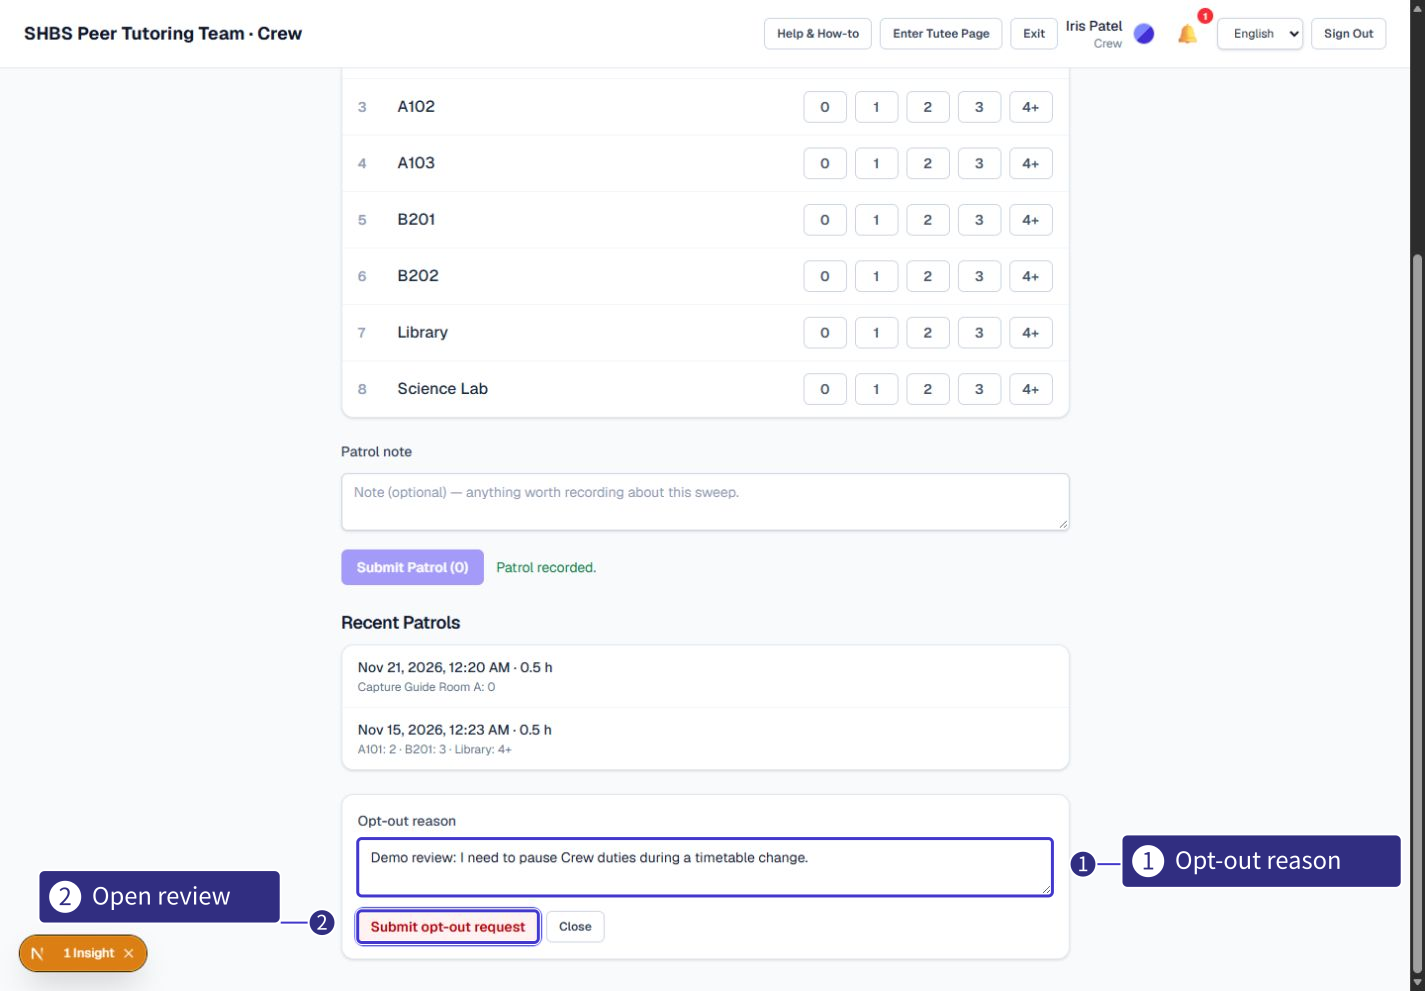 SHBS Peer Tutoring Team · Crew
Help & How-to
Enter Tutee Page
Exit
Iris Patel
Crew
1
English
Sign Out
3 A102 0 1 2 3 4+
4 A103 0 1 2 3 4+
5 B201 0 1 2 3 4+
6 B202 0 1 2 3 4+
7 Library 0 1 2 3 4+
8 Science Lab 0 1 2 3 4+
Patrol note
Note (optional) — anything worth recording about this sweep.
Submit Patrol (0) Patrol recorded.
Recent Patrols
Nov 21, 2026, 12:20 AM · 0.5 h
Capture Guide Room A: 0
Nov 15, 2026, 12:23 AM · 0.5 h
A101: 2 · B201: 3 · Library: 4+
Opt-out reason
Demo review: I need to pause Crew duties during a timetable change.
1 1 Opt-out reason
2 Open review 2
Submit opt-out request Close
N 1 Insight ×